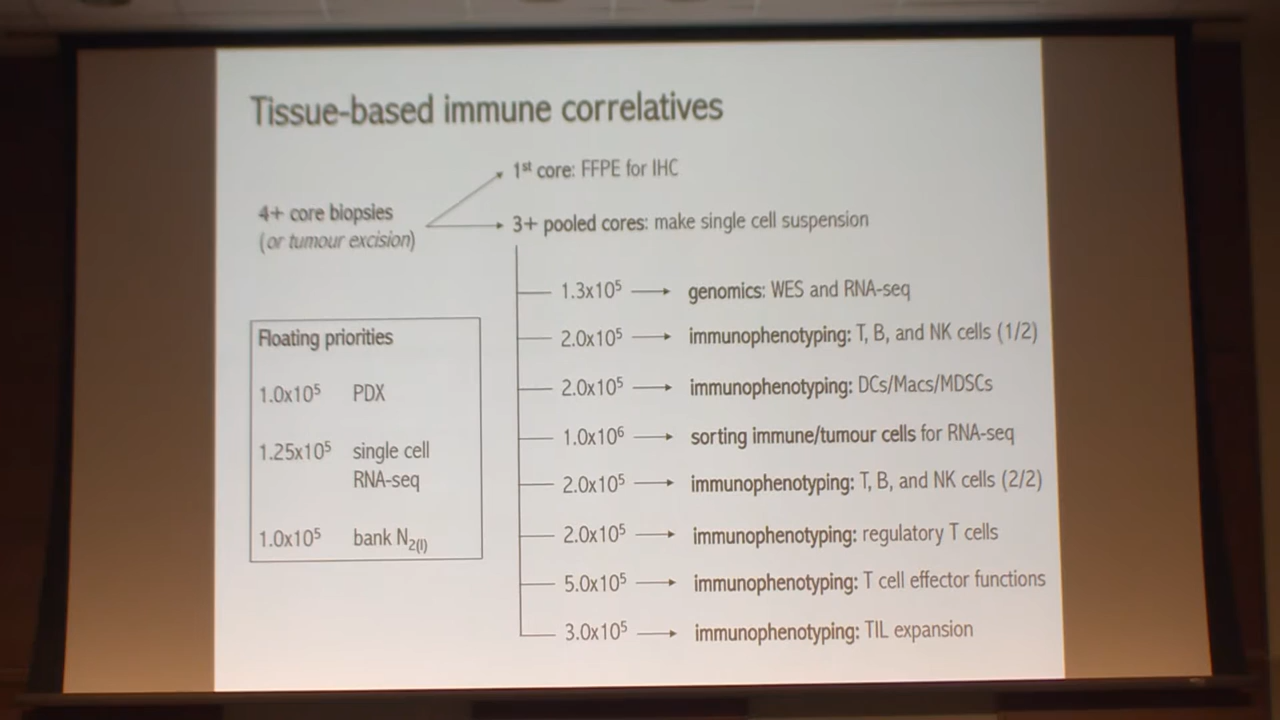 Tissue-based immune correlatives
1st core: FFPE for IHC
4+ core biopsies
(or tumour excision)
3+ pooled cores: make single cell suspension
1.3x10⁵ genomics: WES and RNA-seq
2.0x10⁵ immunophenotyping: T, B, and NK cells (1/2)
2.0x10⁵ immunophenotyping: DCs/Macs/MDSCs
1.0x10⁶ sorting immune/tumour cells for RNA-seq
2.0x10⁵ immunophenotyping: T, B, and NK cells (2/2)
2.0x10⁵ immunophenotyping: regulatory T cells
5.0x10⁵ immunophenotyping: T cell effector functions
3.0x10⁵ immunophenotyping: TIL expansion
Floating priorities
1.0x10⁵ PDX
1.25x10⁵ single cell
RNA-seq
1.0x10⁵ bank N₂₍ₗ₎